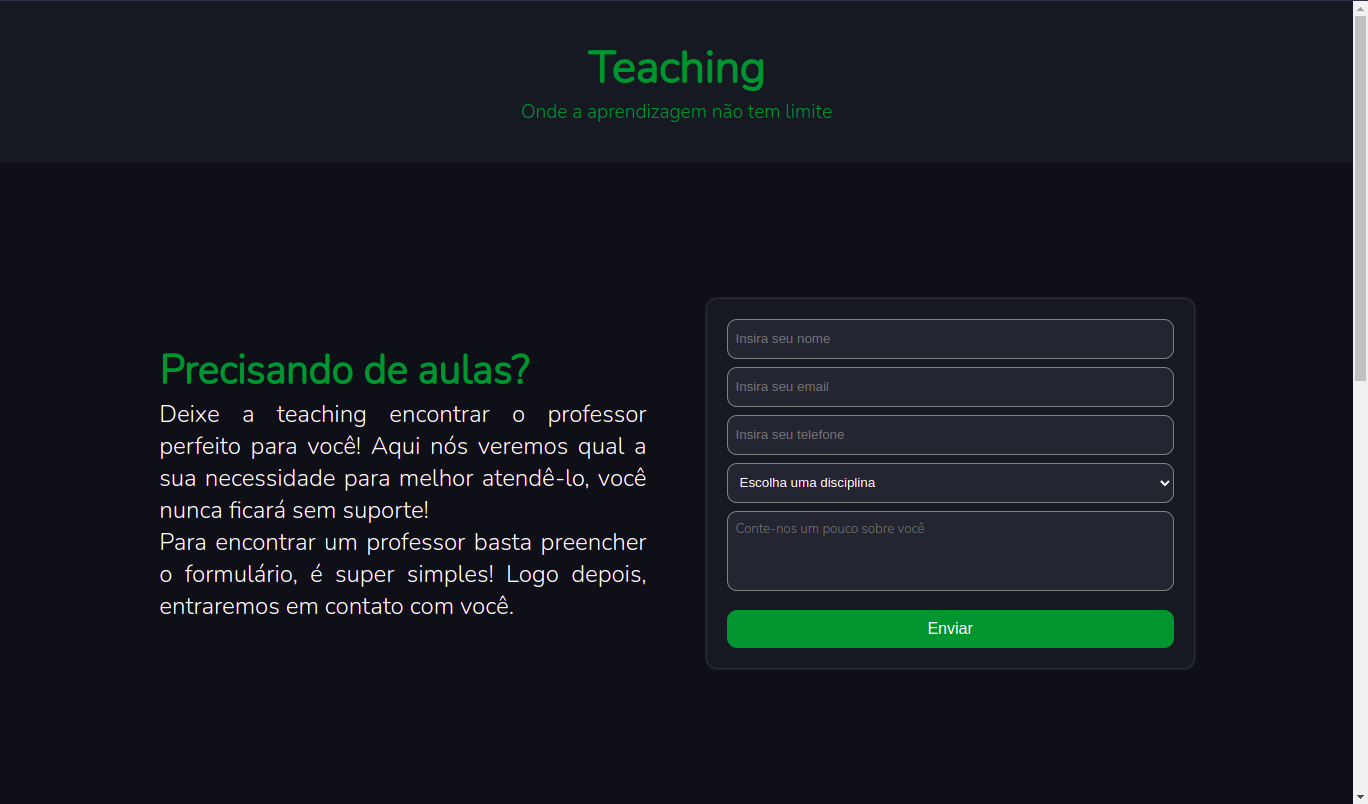 Teaching
Onde a aprendizagem não tem limite
Precisando de aulas?
Deixe a teaching encontrar o professor
perfeito para você! Aqui nós veremos qual a
sua necessidade para melhor atendê-lo, você
nunca ficará sem suporte!
Para encontrar um professor basta preencher
o formulário, é super simples! Logo depois,
entraremos em contato com você.
Insira seu nome
Insira seu email
Insira seu telefone
Escolha uma disciplina
Conte-nos um pouco sobre você
Enviar